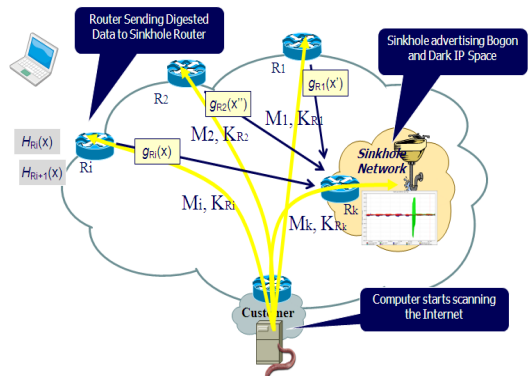 Router Sending Digested
Data to Sinkhole Router
R1
Sinkhole advertising Bogon
and Dark IP Space
R2
gR2(x'')
gR1(x')
HRi(x)
HRi+1(x)
Ri
gRi(x)
M2, KR2
M1, KR1
Sinkhole
Network
Rk
Mi, KRi
Mk, KRk
Customer
Computer starts scanning
the Internet